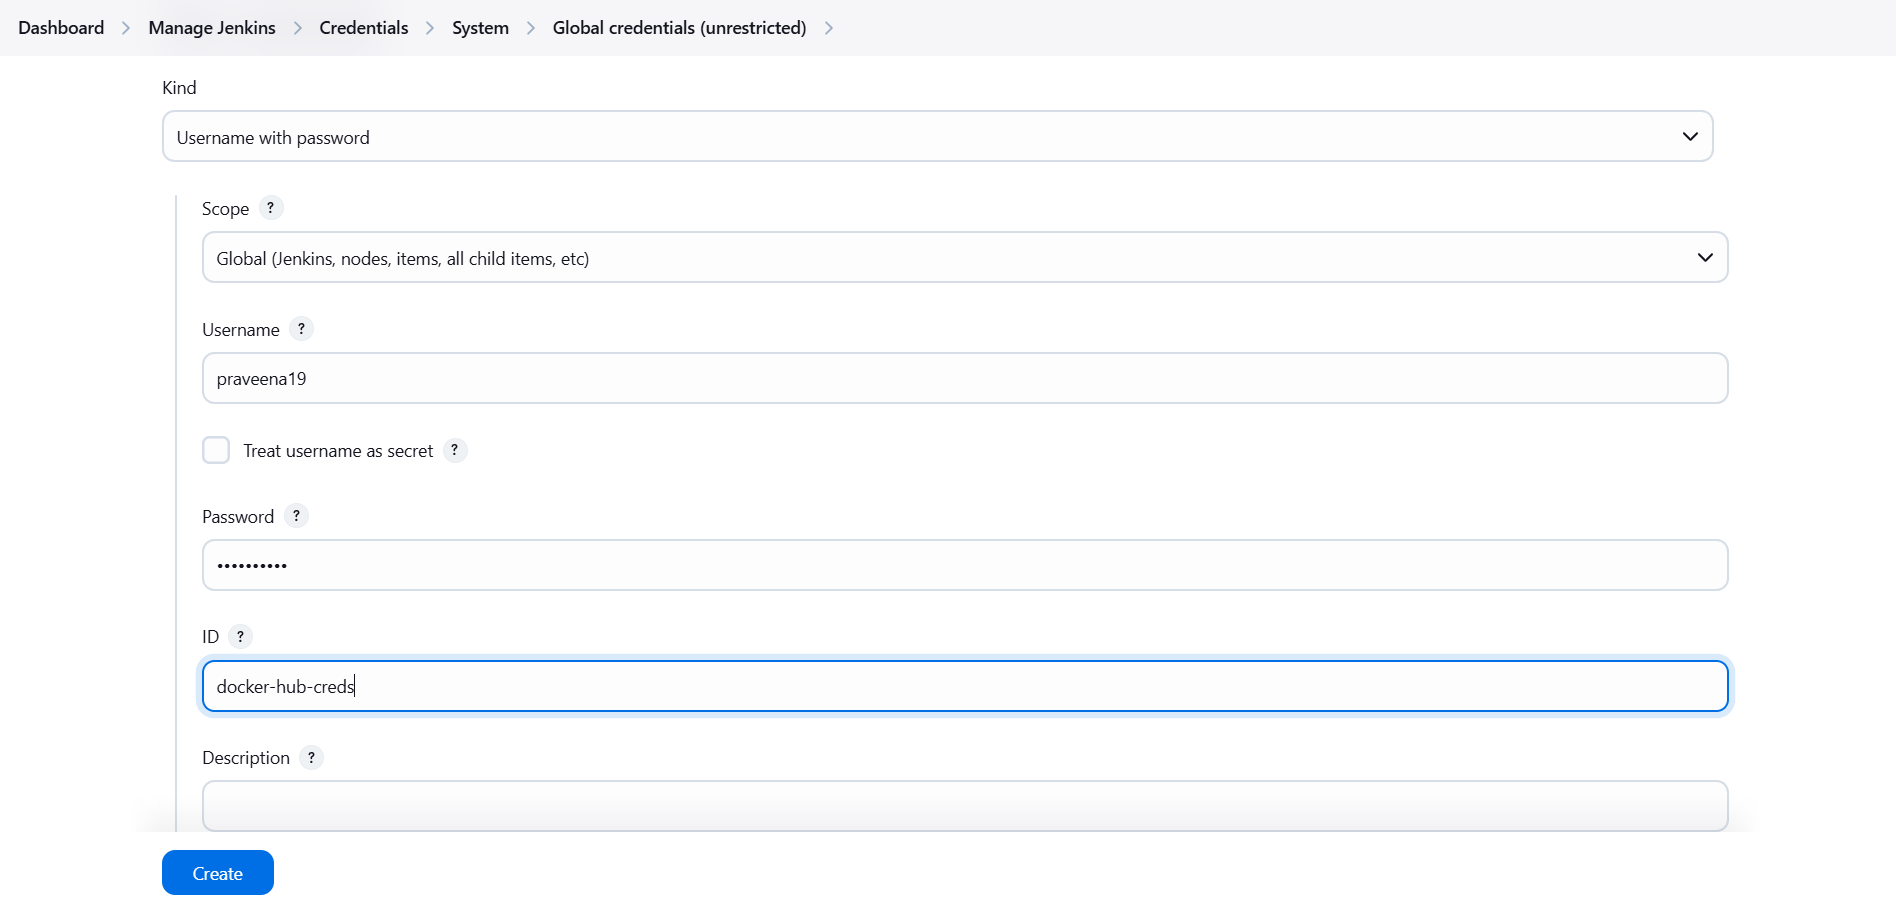 Dashboard > Manage Jenkins > Credentials > System > Global credentials (unrestricted) >
Kind
Username with password
Scope ?
Global (Jenkins, nodes, items, all child items, etc)
Username ?
praveena19
Treat username as secret ?
Password ?
••••••••••
ID ?
docker-hub-creds
Description ?
Create